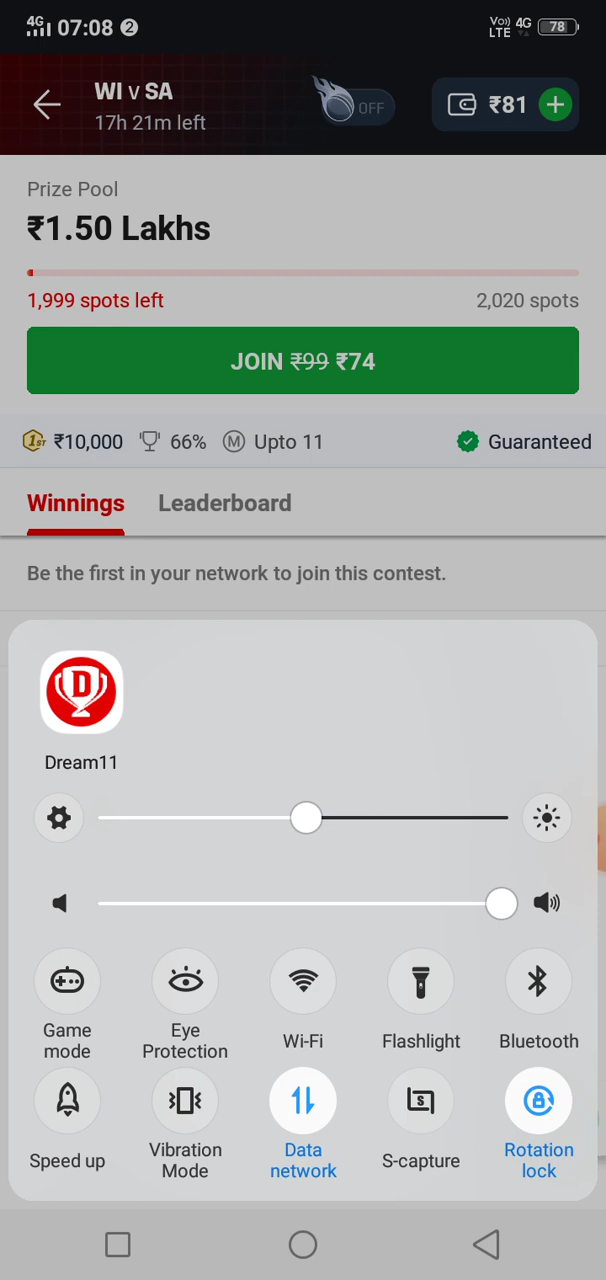 4G 07:08 2
Vo) LTE 4G 78
WI v SA
17h 21m left
OFF
₹81 +
Prize Pool
₹1.50 Lakhs
1,999 spots left
2,020 spots
JOIN ₹99 ₹74
1ST ₹10,000 66% M Upto 11 Guaranteed
Winnings Leaderboard
Be the first in your network to join this contest.
D
Dream11
Game mode
Eye Protection
Wi-Fi
Flashlight
Bluetooth
Speed up
Vibration Mode
Data network
S
S-capture
Rotation lock